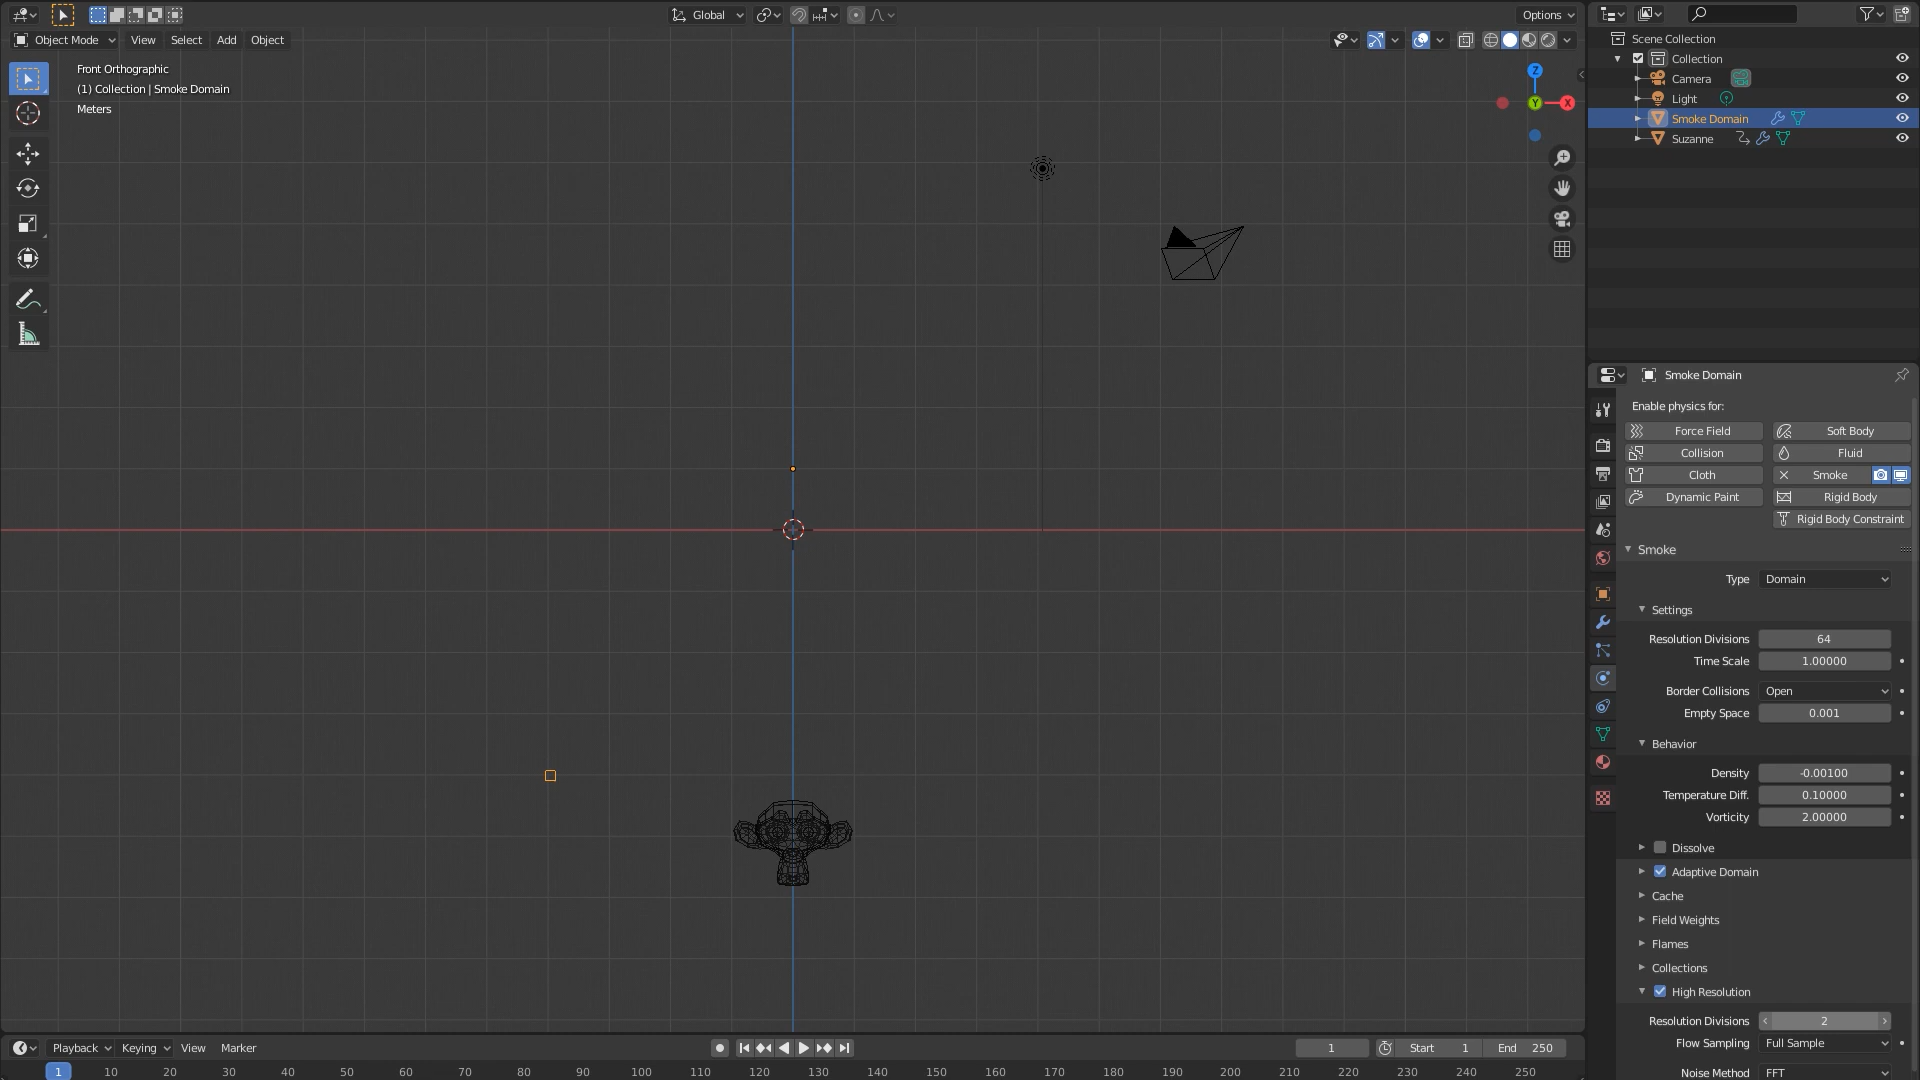 Global
Options
Object Mode View Select Add Object
Front Orthographic
(1) Collection | Smoke Domain
Meters
Z
Y
X
Scene Collection
Collection
Camera
Light
Smoke Domain
Suzanne
Smoke Domain
Enable physics for:
Force Field Soft Body
Collision Fluid
Cloth Smoke
Dynamic Paint Rigid Body
Rigid Body Constraint
Smoke
Type Domain
Settings
Resolution Divisions 64
Time Scale 1.00000
Border Collisions Open
Empty Space 0.001
Behavior
Density -0.00100
Temperature Diff. 0.10000
Vorticity 2.00000
Dissolve
Adaptive Domain
Cache
Field Weights
Flames
Collections
High Resolution
Resolution Divisions 2
Flow Sampling Full Sample
Noise Method FFT
Playback Keying View Marker 1 Start 1 End 250
1 10 20 30 40 50 60 70 80 90 100 110 120 130 140 150 160 170 180 190 200 210 220 230 240 250